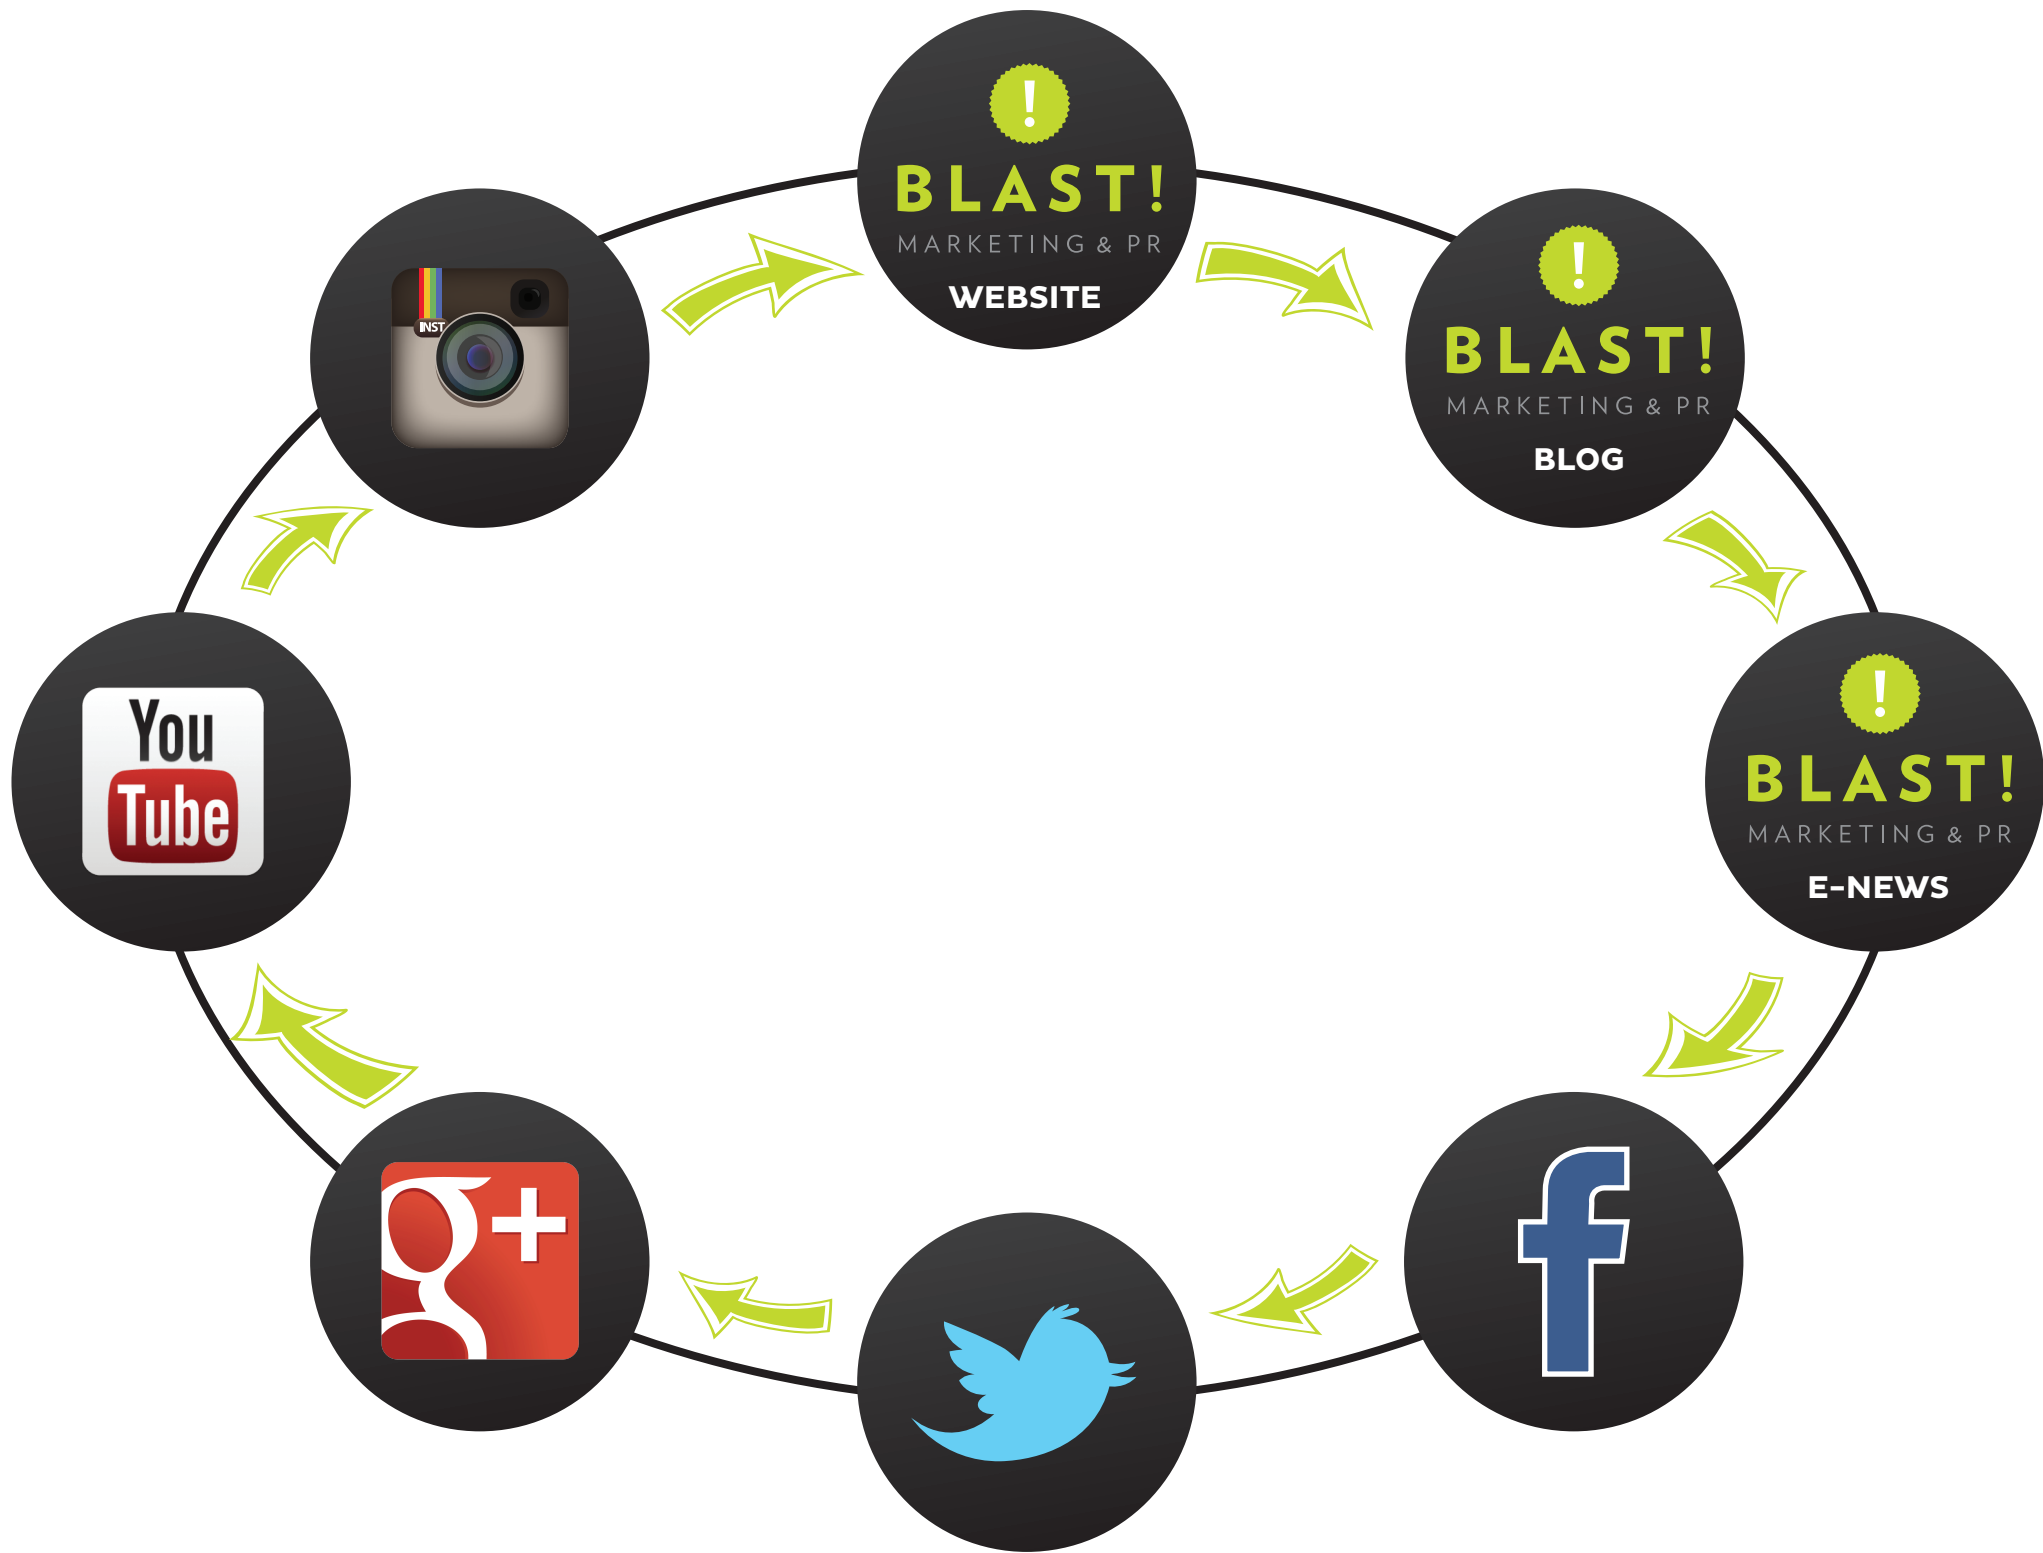 !
BLAST!
MARKETING & PR
WEBSITE
!
BLAST!
MARKETING & PR
BLOG
!
BLAST!
MARKETING & PR
E-NEWS
f
g+
You
Tube
INST